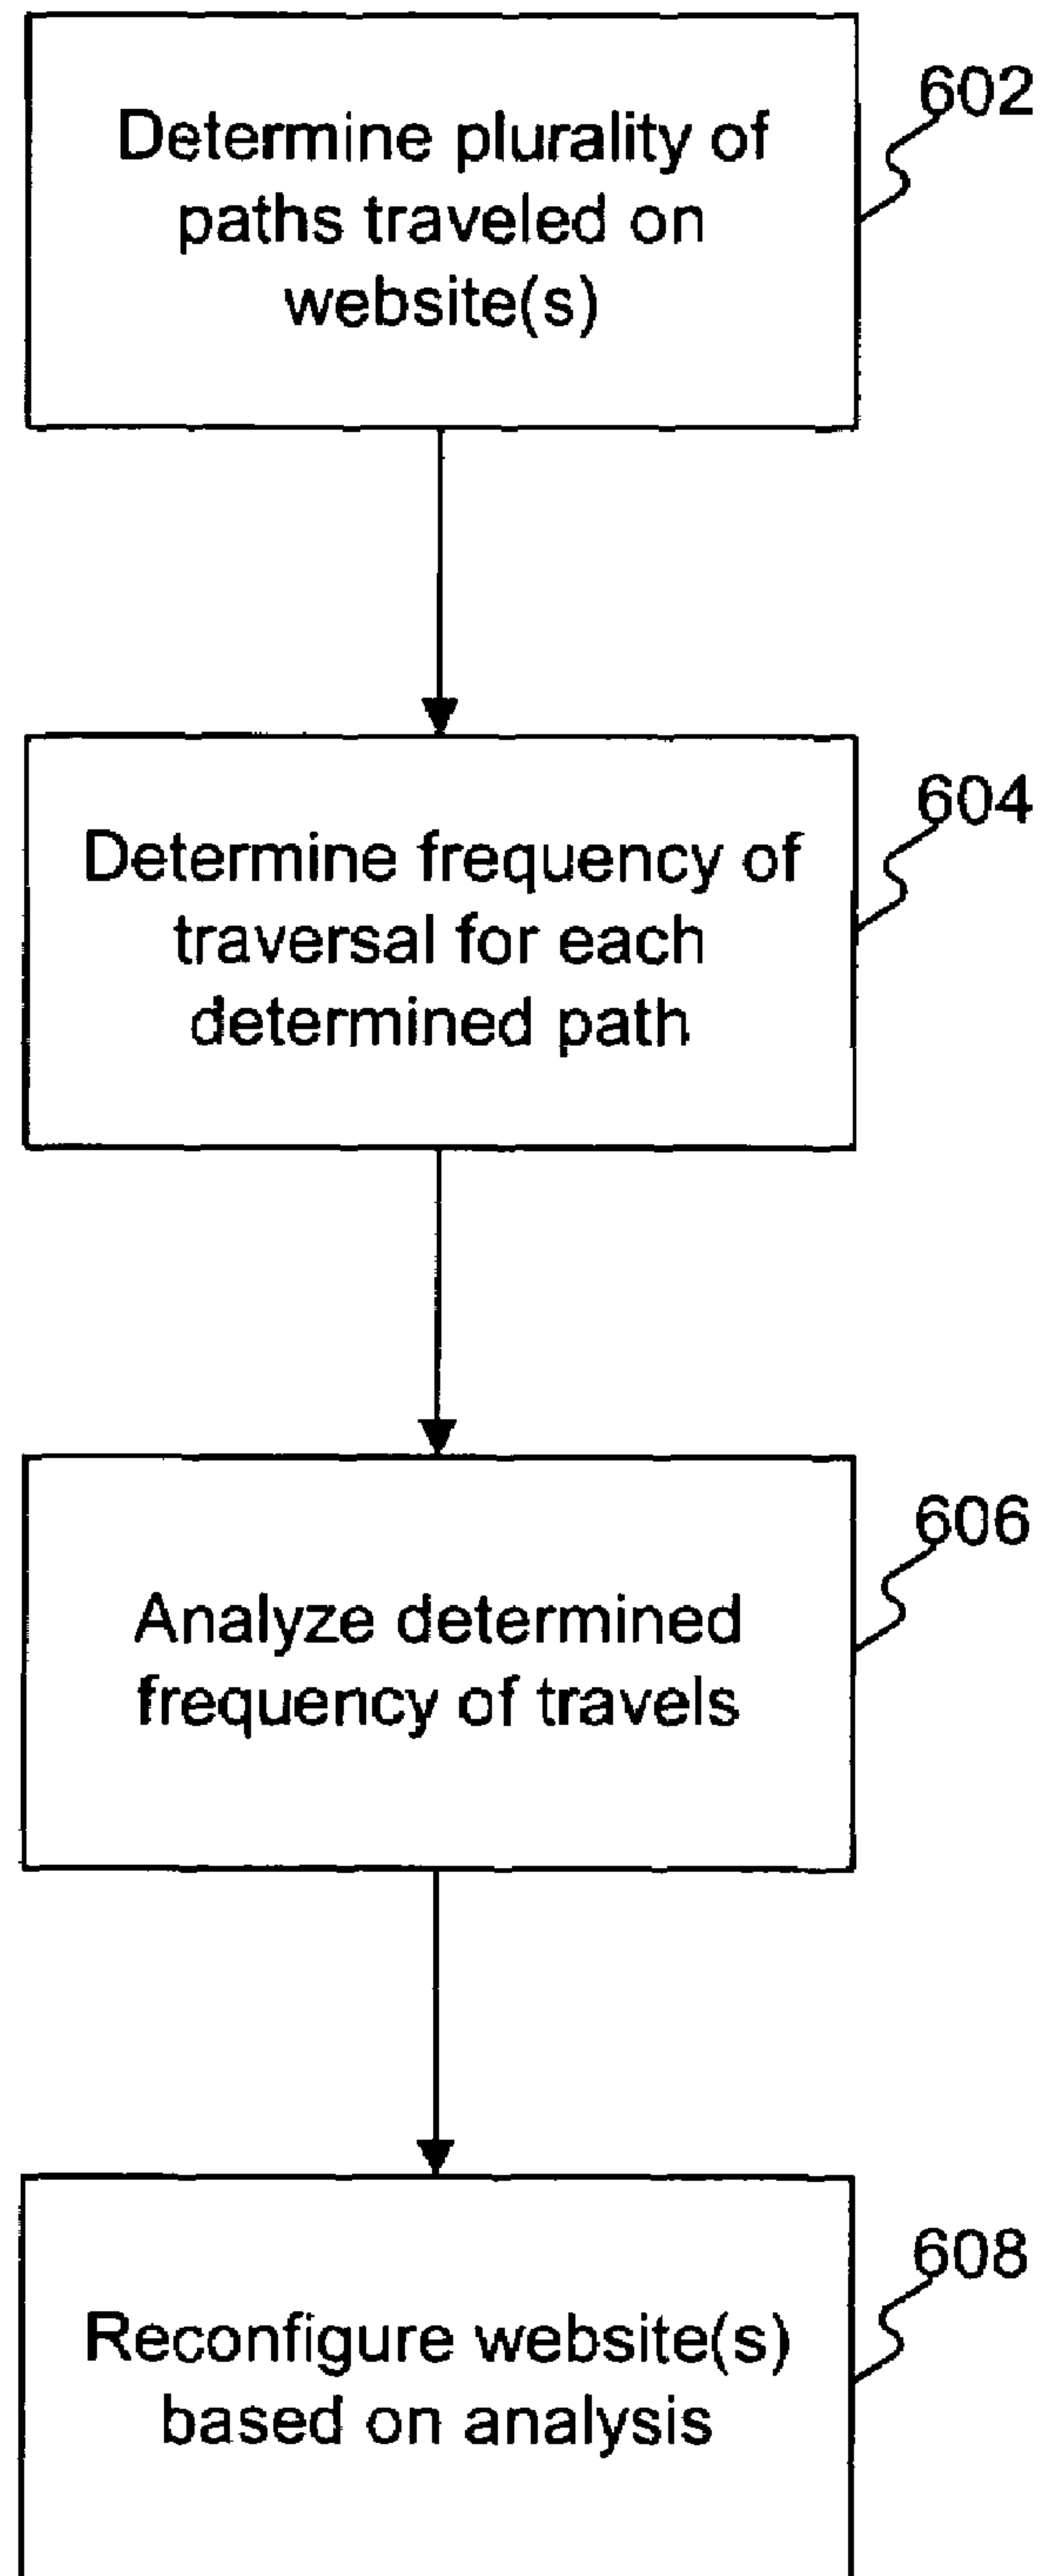 602
Determine plurality of
paths traveled on
website(s)
604
Determine frequency of
traversal for each
determined path
606
Analyze determined
frequency of travels
608
Reconfigure website(s)
based on analysis